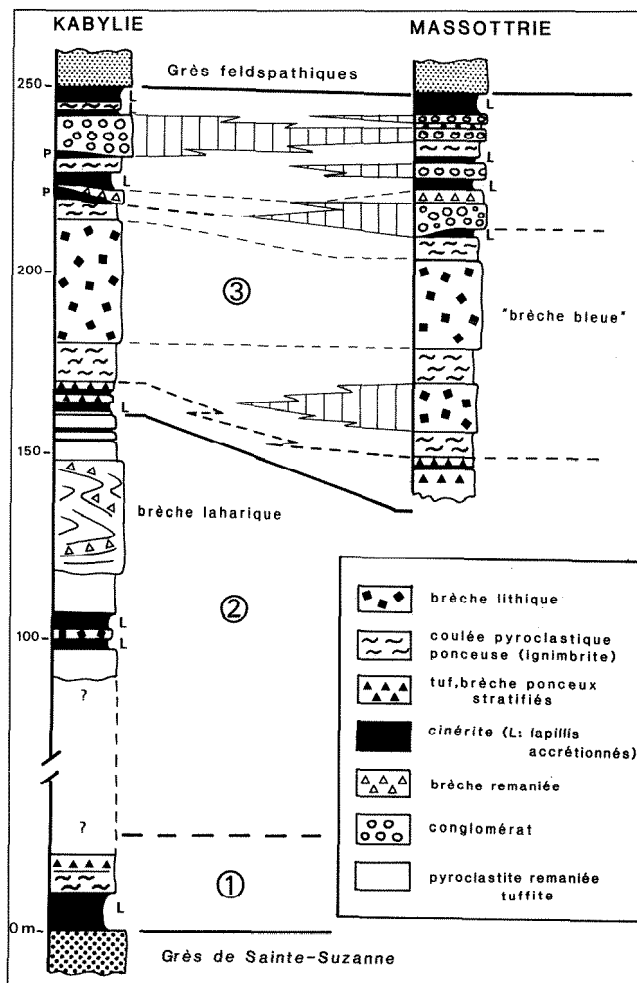 KABYLIE
MASSOTTRIE
250
Grès feldspathiques
L
L
P
L
L
P
L
L
200
③
"brèche bleue"
L
150
brèche laharique
②
L
100
L
?
?
①
L
0 m
Grès de Sainte-Suzanne
brèche lithique
coulée pyroclastique
ponceuse (ignimbrite)
tuf, brèche ponceux
stratifiés
cinérite (L: lapillis
accrétionnés)
brèche remaniée
conglomérat
pyroclastite remaniée
tuffite